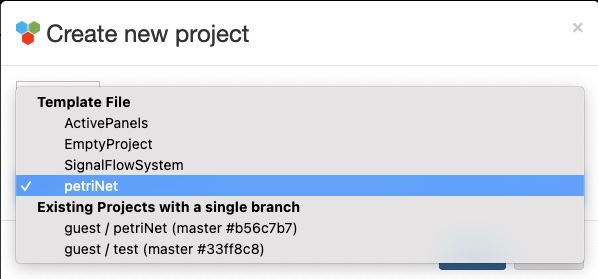 Create new project
×
Template File
ActivePanels
EmptyProject
SignalFlowSystem
✓ petriNet
Existing Projects with a single branch
guest / petriNet (master #b56c7b7)
guest / test (master #33ff8c8)